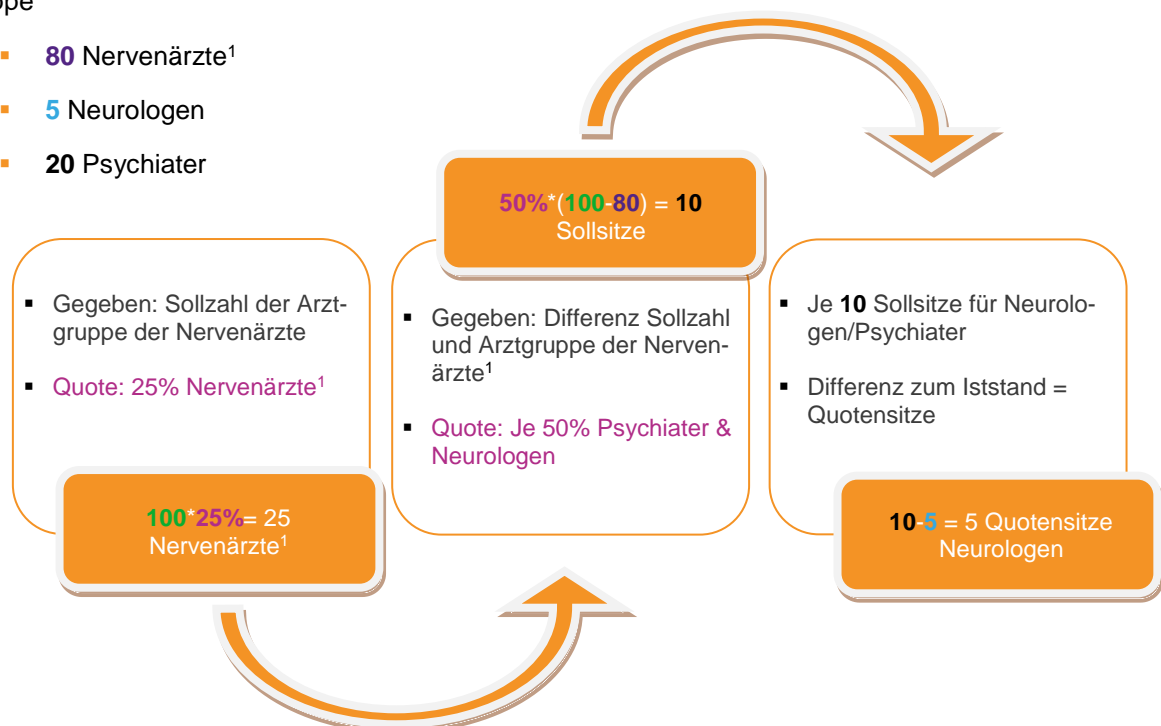 ▪ 80 Nervenärzte¹
▪ 5 Neurologen
▪ 20 Psychiater
▪ Gegeben: Sollzahl der Arzt-
gruppe der Nervenärzte
▪ Quote: 25% Nervenärzte¹
100*25%= 25
Nervenärzte¹
50%*(100-80) = 10
Sollsitze
▪ Gegeben: Differenz Sollzahl
und Arztgruppe der Nerven-
ärzte¹
▪ Quote: Je 50% Psychiater &
Neurologen
▪ Je 10 Sollsitze für Neurolo-
gen/Psychiater
▪ Differenz zum Iststand =
Quotensitze
10-5 = 5 Quotensitze
Neurologen